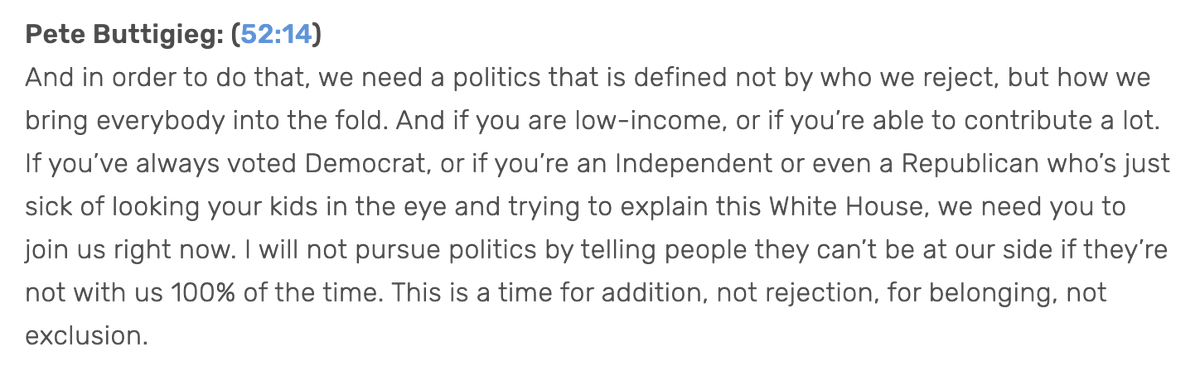 Pete Buttigieg: (52:14)
And in order to do that, we need a politics that is defined not by who we reject, but how we
bring everybody into the fold. And if you are low-income, or if you're able to contribute a lot.
If you've always voted Democrat, or if you're an Independent or even a Republican who's just
sick of looking your kids in the eye and trying to explain this White House, we need you to
join us right now. I will not pursue politics by telling people they can't be at our side if they're
not with us 100% of the time. This is a time for addition, not rejection, for belonging, not
exclusion.